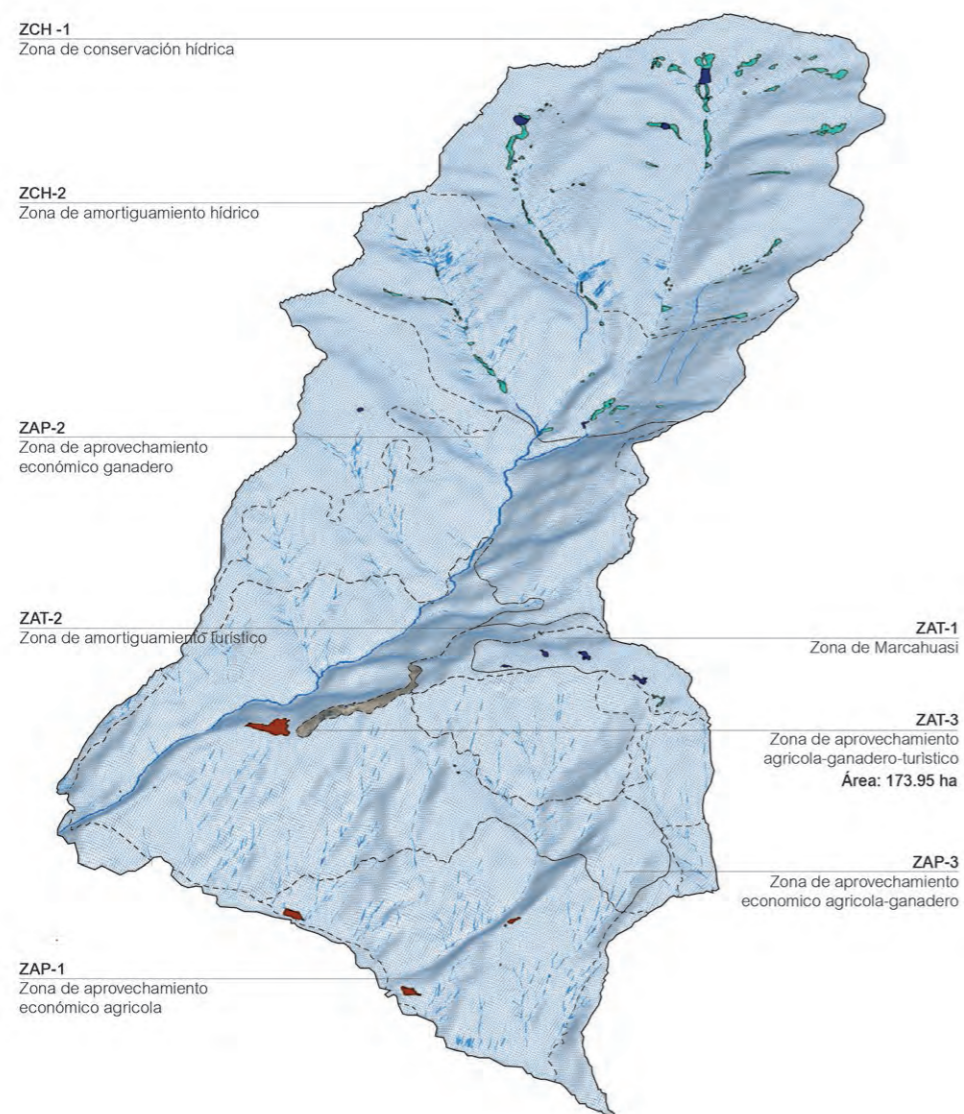 ZCH -1
Zona de conservación hídrica
ZCH-2
Zona de amortiguamiento hídrico
ZAP-2
Zona de aprovechamiento
económico ganadero
ZAT-2
Zona de amortiguamiento turistico
ZAT-1
Zona de Marcahuasi
ZAT-3
Zona de aprovechamiento
agricola-ganadero-turistico
Área: 173.95 ha
ZAP-3
Zona de aprovechamiento
economico agricola-ganadero
ZAP-1
Zona de aprovechamiento
económico agricola